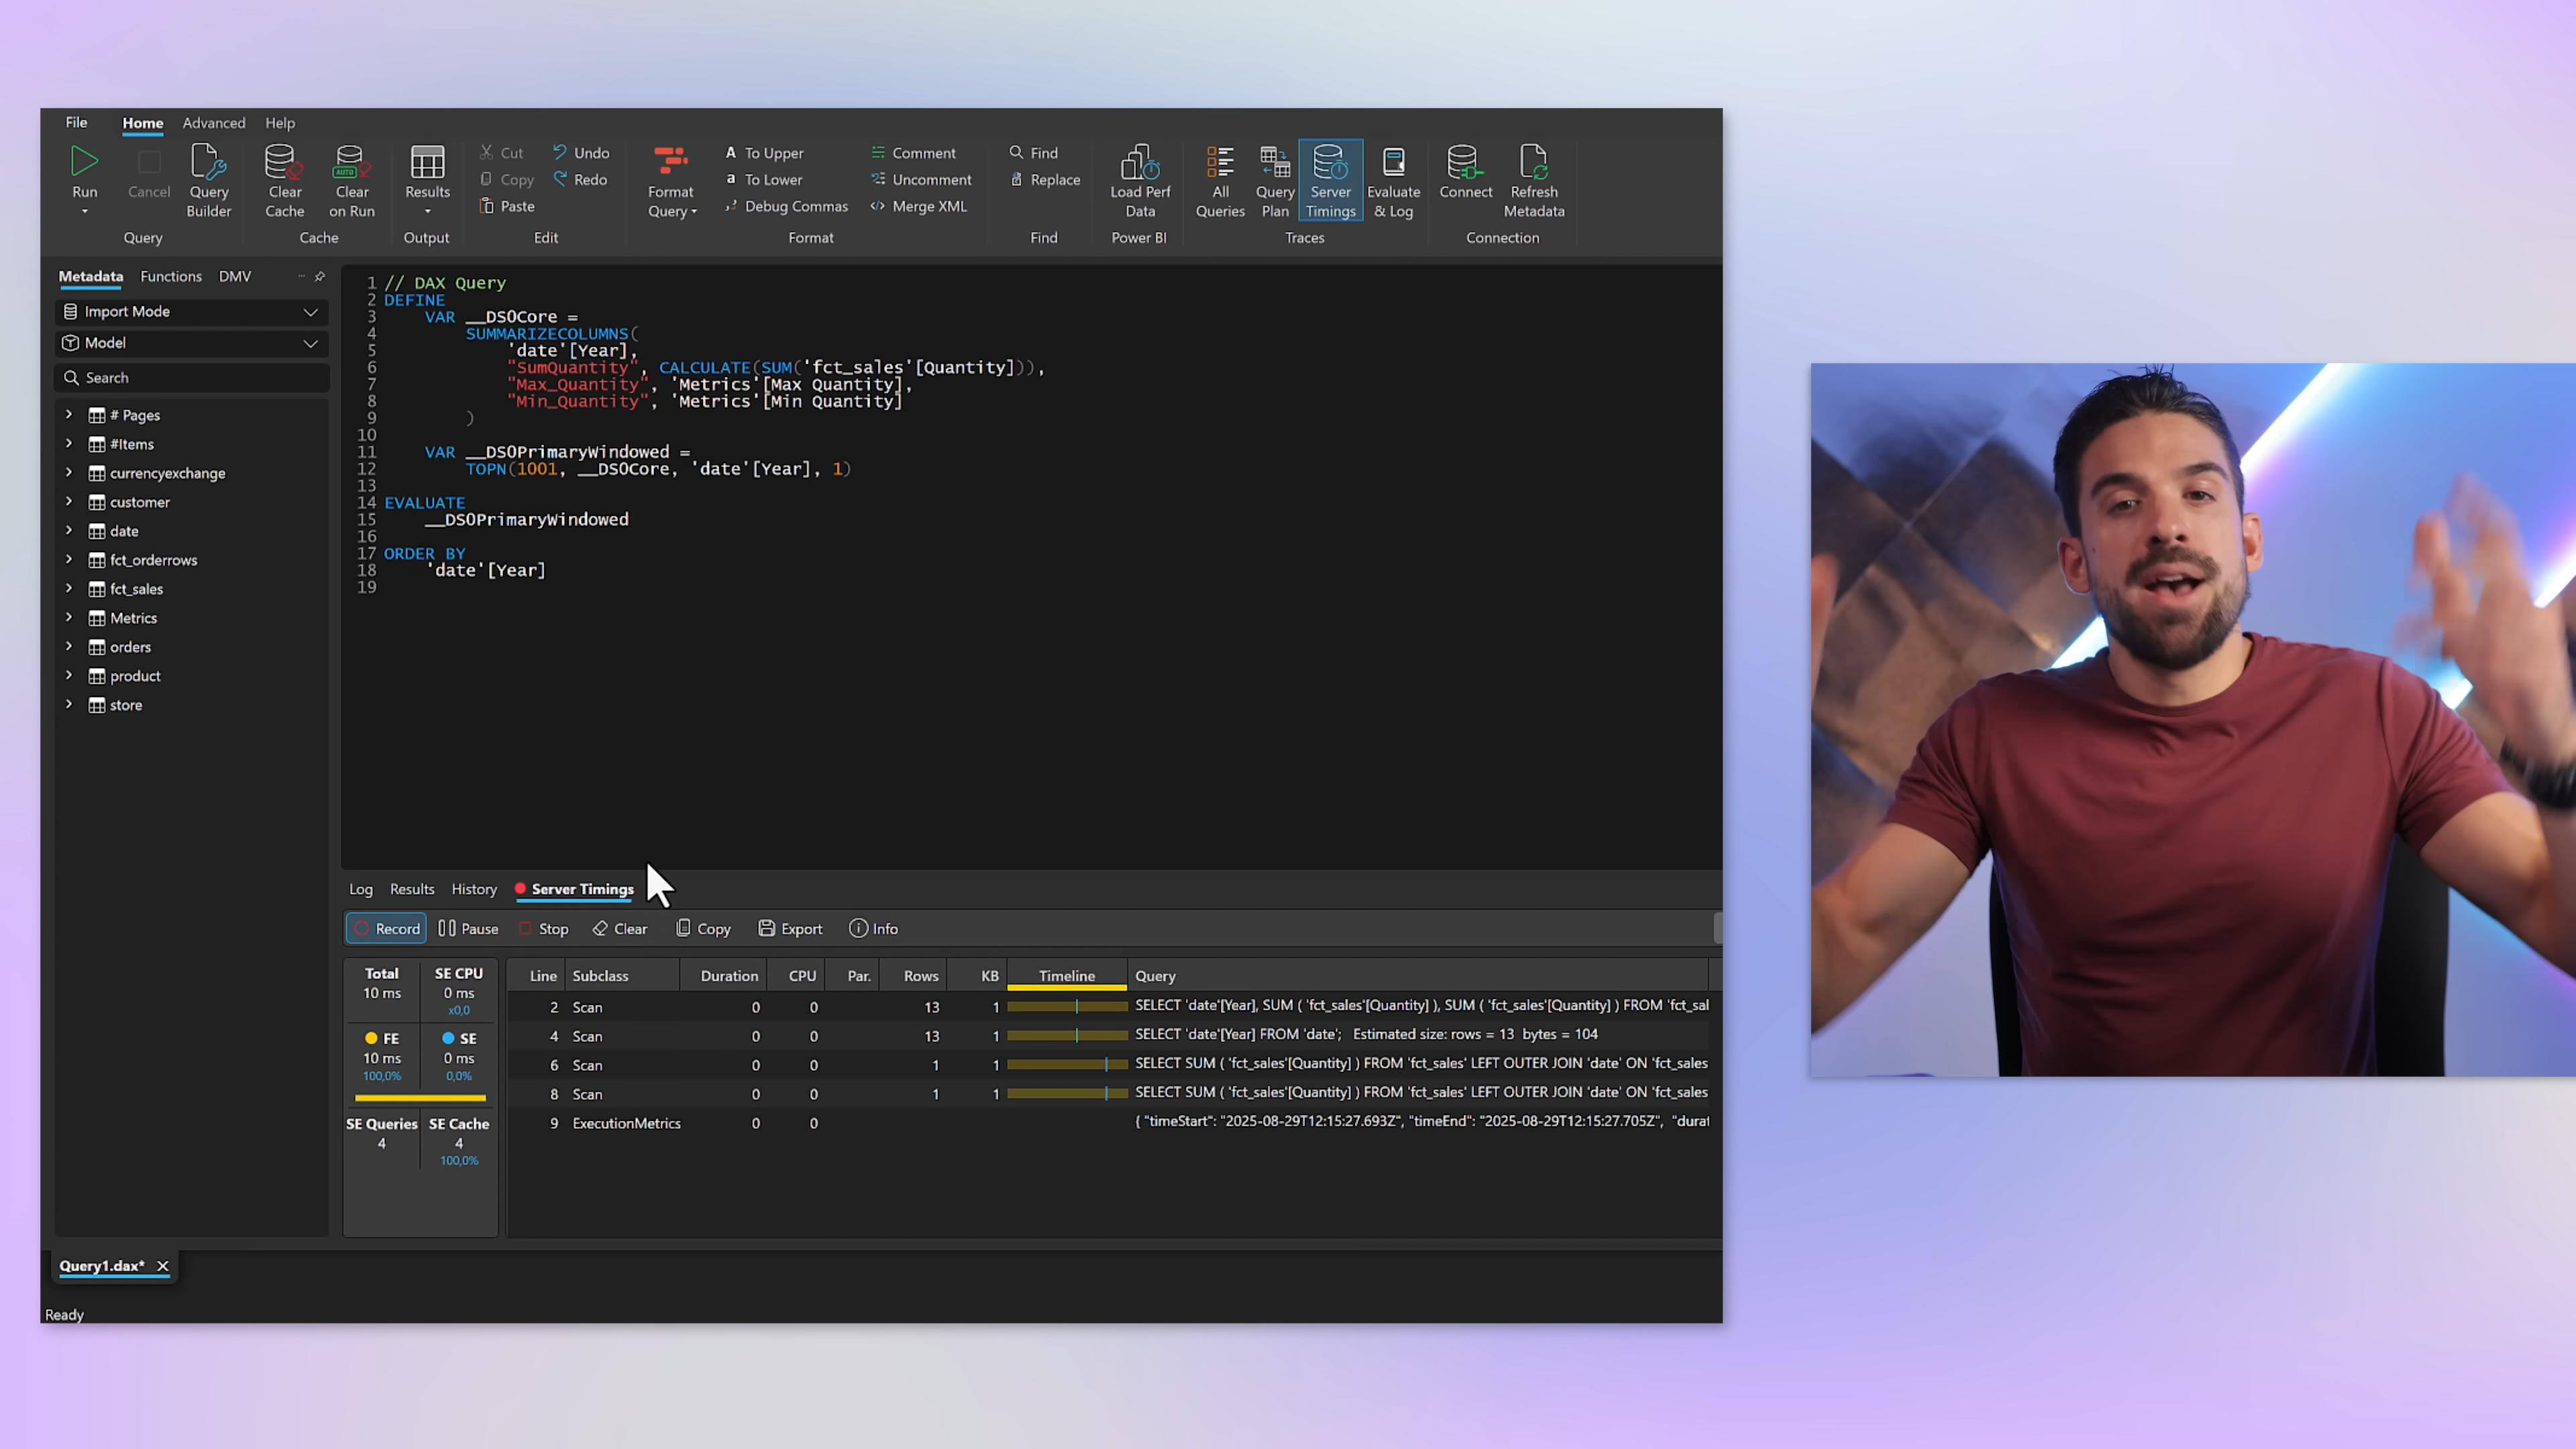 File Home Advanced Help
Run
Cancel
Query Builder
Clear Cache
AUTO
Clear on Run
Results
Cut
Copy
Paste
Undo
Redo
Format Query
A To Upper
a To Lower
Debug Commas
Comment
Uncomment
Merge XML
Find
Replace
Load Perf Data
All Queries
Query Plan
Server Timings
Evaluate & Log
Connect
Refresh Metadata
Query Cache Output Edit Format Find Power BI Traces Connection
Metadata Functions DMV
Import Mode
Model
Search
# Pages
#Items
currencyexchange
customer
date
fct_orderrows
fct_sales
Metrics
orders
product
store
1 // DAX Query
2 DEFINE
3 VAR __DS0Core =
4 SUMMARIZECOLUMNS(
5 'date'[Year],
6 "SumQuantity", CALCULATE(SUM('fct_sales'[Quantity])),
7 "Max_Quantity", 'Metrics'[Max Quantity],
8 "Min_Quantity", 'Metrics'[Min Quantity]
9 )
10
11 VAR __DS0PrimaryWindowed =
12 TOPN(1001, __DS0Core, 'date'[Year], 1)
13
14 EVALUATE
15 __DS0PrimaryWindowed
16
17 ORDER BY
18 'date'[Year]
19
Log Results History Server Timings
Record Pause Stop Clear Copy Export Info
Total SE CPU
10 ms 0 ms
x0,0
FE SE
10 ms 0 ms
100,0% 0,0%
SE Queries SE Cache
4 4
100,0%
Line Subclass Duration CPU Par. Rows KB Timeline Query
2 Scan 0 0 13 1 SELECT 'date'[Year], SUM ( 'fct_sales'[Quantity] ), SUM ( 'fct_sales'[Quantity] ) FROM 'fct_sal
4 Scan 0 0 13 1 SELECT 'date'[Year] FROM 'date'; Estimated size: rows = 13 bytes = 104
6 Scan 0 0 1 1 SELECT SUM ( 'fct_sales'[Quantity] ) FROM 'fct_sales' LEFT OUTER JOIN 'date' ON 'fct_sales
8 Scan 0 0 1 1 SELECT SUM ( 'fct_sales'[Quantity] ) FROM 'fct_sales' LEFT OUTER JOIN 'date' ON 'fct_sales
9 ExecutionMetrics 0 0 { "timeStart": "2025-08-29T12:15:27.693Z", "timeEnd": "2025-08-29T12:15:27.705Z", "durat
Query1.dax*
Ready